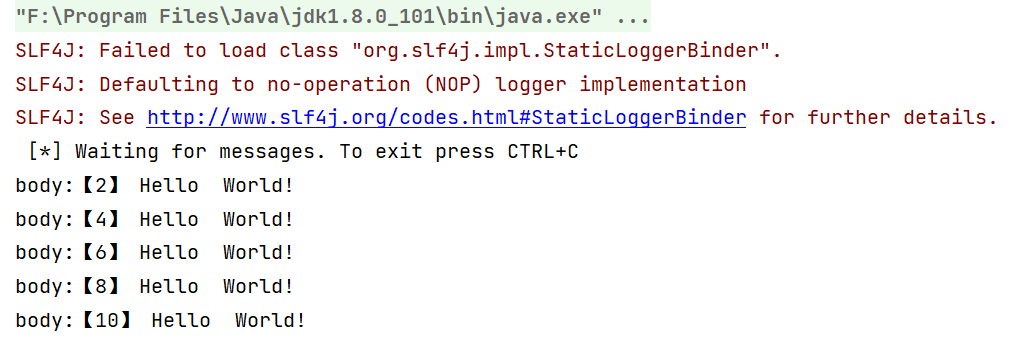 "F:\Program Files\Java\jdk1.8.0_101\bin\java.exe" ...
SLF4J: Failed to load class "org.slf4j.impl.StaticLoggerBinder".
SLF4J: Defaulting to no-operation (NOP) logger implementation
SLF4J: See http://www.slf4j.org/codes.html#StaticLoggerBinder for further details.
 [*] Waiting for messages. To exit press CTRL+C
body:【2】 Hello  World!
body:【4】 Hello  World!
body:【6】 Hello  World!
body:【8】 Hello  World!
body:【10】 Hello  World!